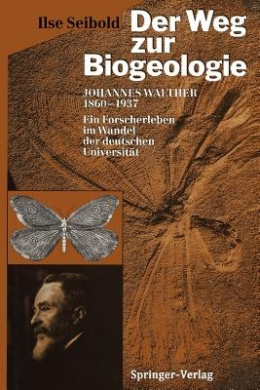 Ilse Seibold
Der Weg
zur
Biogeologie
JOHANNES WALTHER
1860–1937
Ein Forscherleben
im Wandel
der deutschen
Universität
Springer-Verlag